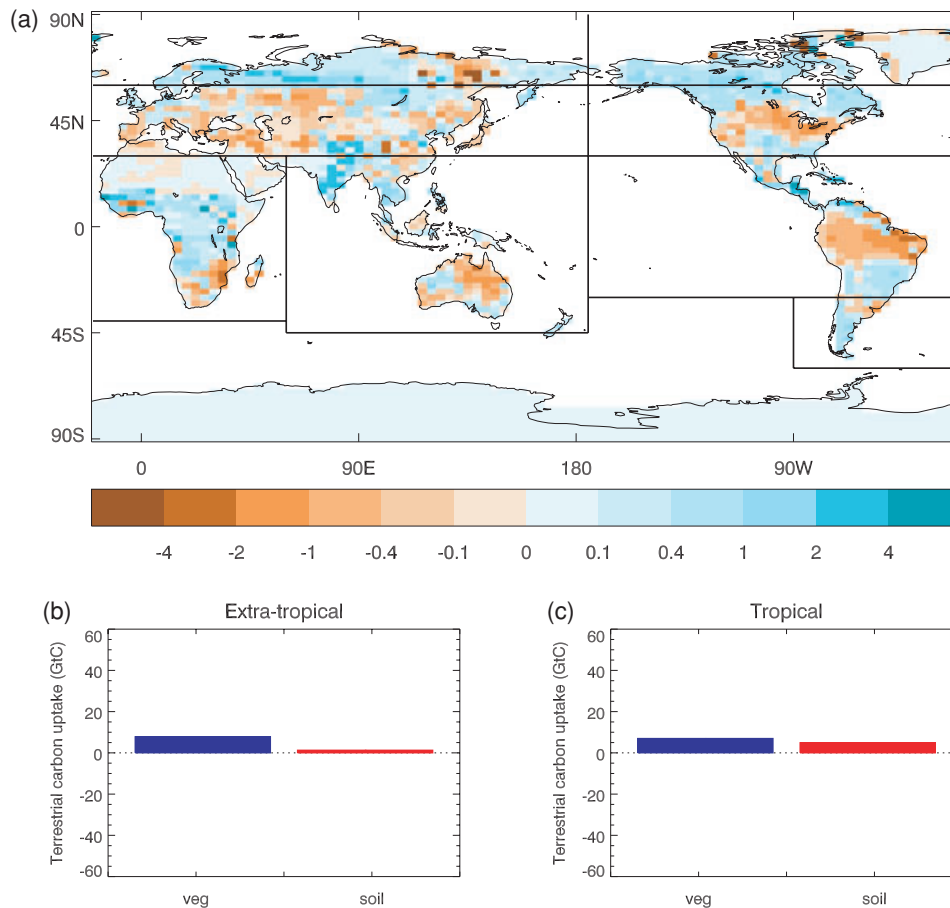 (a)
90N
45N
0
45S
90S
0 90E 180 90W
-4 -2 -1 -0.4 -0.1 0 0.1 0.4 1 2 4
(b) Extra-tropical
Terrestrial carbon uptake (GtC)
60
40
20
0
-20
-40
-60
veg soil
(c) Tropical
Terrestrial carbon uptake (GtC)
60
40
20
0
-20
-40
-60
veg soil